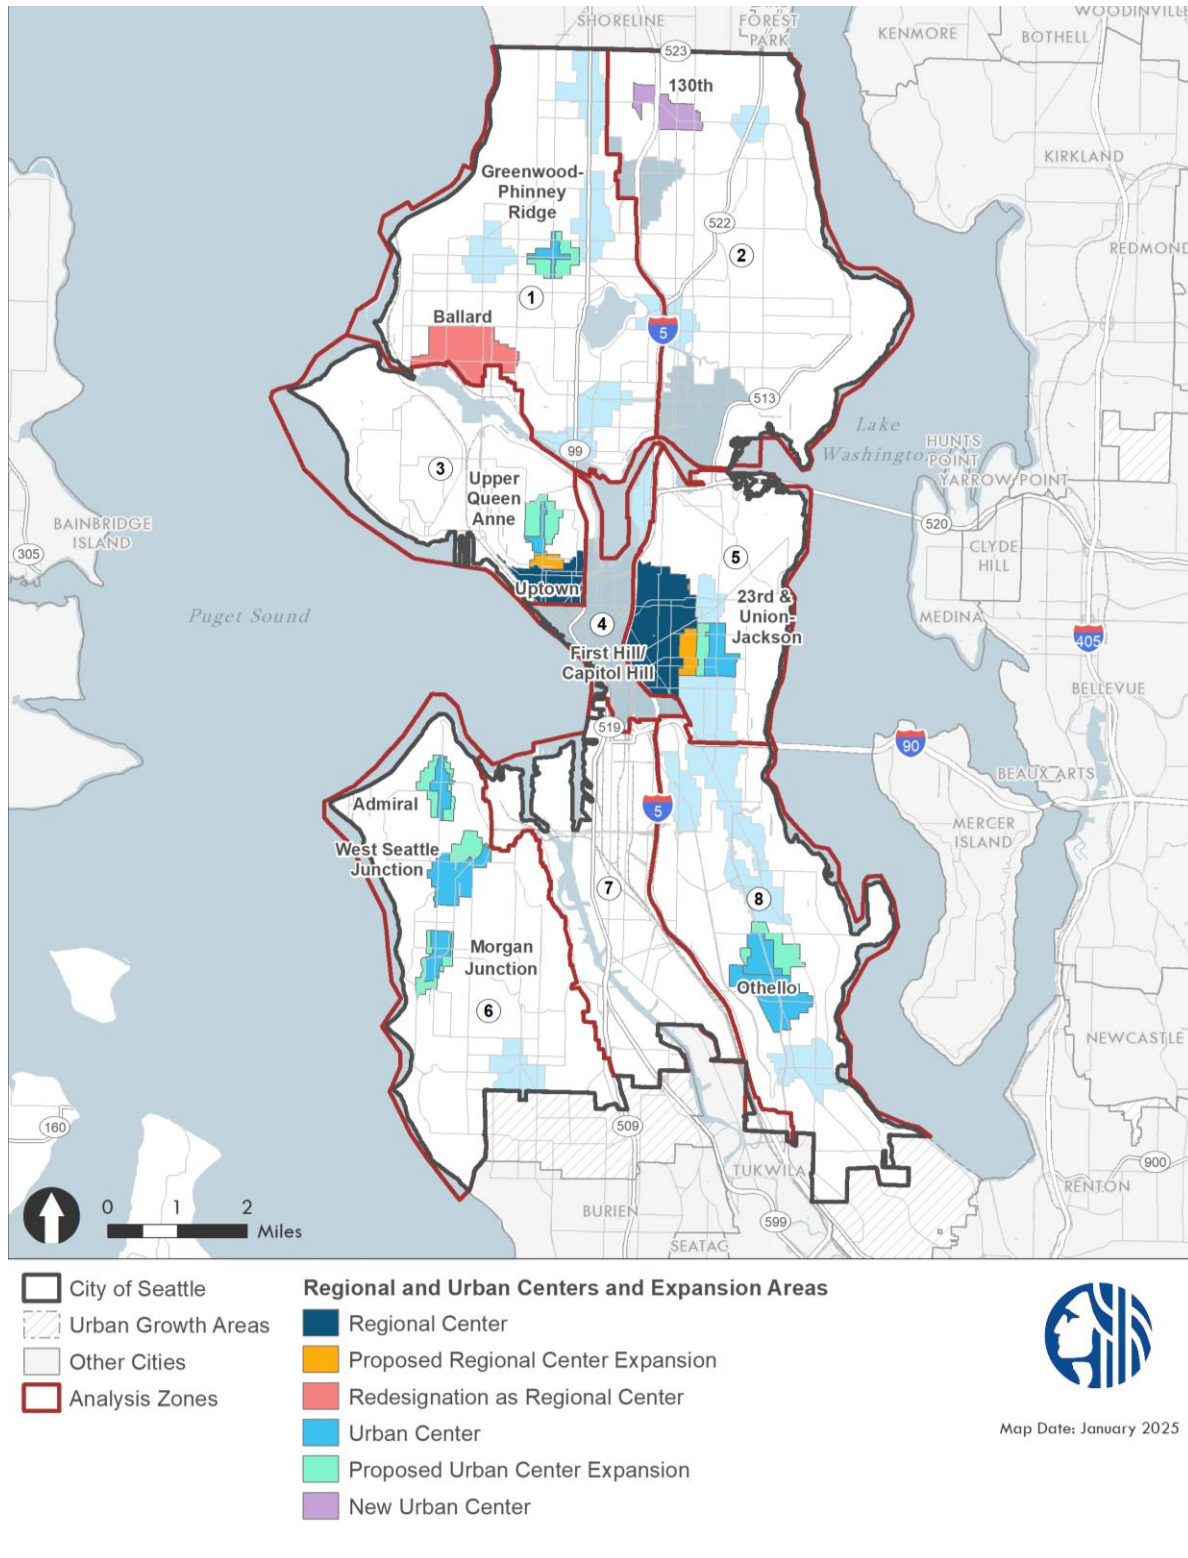 SHORELINE
FOREST
PARK
WOODINVILLE
KENMORE
BOTHELL
523
130th
KIRKLAND
Greenwood-
Phinney
Ridge
522
REDMOND
2
1
Ballard
5
513
Lake
Washingto
HUNTS
POINT
YARROW POINT
99
3
Upper
Queen
Anne
520
BAINBRIDGE
ISLAND
305
CLYDE
HILL
5
Uptown
23rd &
Union-
Jackson
MEDINA
Puget Sound
4
405
First Hill/
Capitol Hill
BELLEVUE
519
90
BEAUX ARTS
Admiral
5
MERCER
ISLAND
West Seattle
Junction
7
8
Morgan
Junction
Othello
6
NEWCASTLE
160
509
TUKWILA
900
RENTON
BURIEN
599
SEATAC
0 1 2
Miles
City of Seattle
Urban Growth Areas
Other Cities
Analysis Zones
Regional and Urban Centers and Expansion Areas
Regional Center
Proposed Regional Center Expansion
Redesignation as Regional Center
Urban Center
Proposed Urban Center Expansion
New Urban Center
Map Date: January 2025